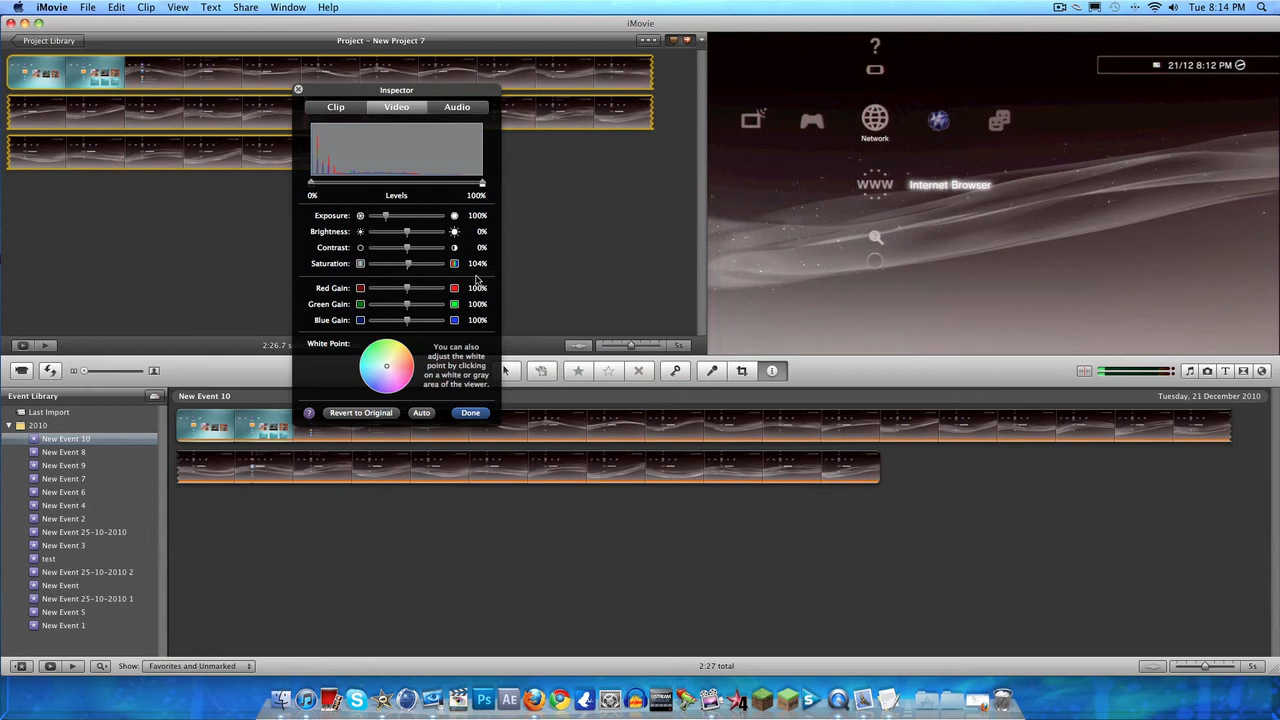 iMovie File Edit Clip View Text Share Window Help Tue 8:14 PM
iMovie
Project Library Project - New Project 7
21/12 8:12 PM
Inspector
Clip Video Audio
Network
0% Levels 100%
WWW Internet Browser
Exposure: 100%
Brightness: 0%
Contrast: 0%
Saturation: 104%
Red Gain: 100%
Green Gain: 100%
Blue Gain: 100%
White Point:
You can also
adjust the white
point by clicking
on a white or gray
area of the viewer.
? Revert to Original Auto Done
5s
Event Library
New Event 10 Tuesday, 21 December 2010
Last Import
2010
New Event 10
New Event 8
New Event 9
New Event 7
New Event 6
New Event 4
New Event 2
New Event 25-10-2010
New Event 3
test
New Event 25-10-2010 2
New Event
New Event 25-10-2010 1
New Event 5
New Event 1
Show: Favorites and Unmarked 2:27 total 5s
Ps Ae